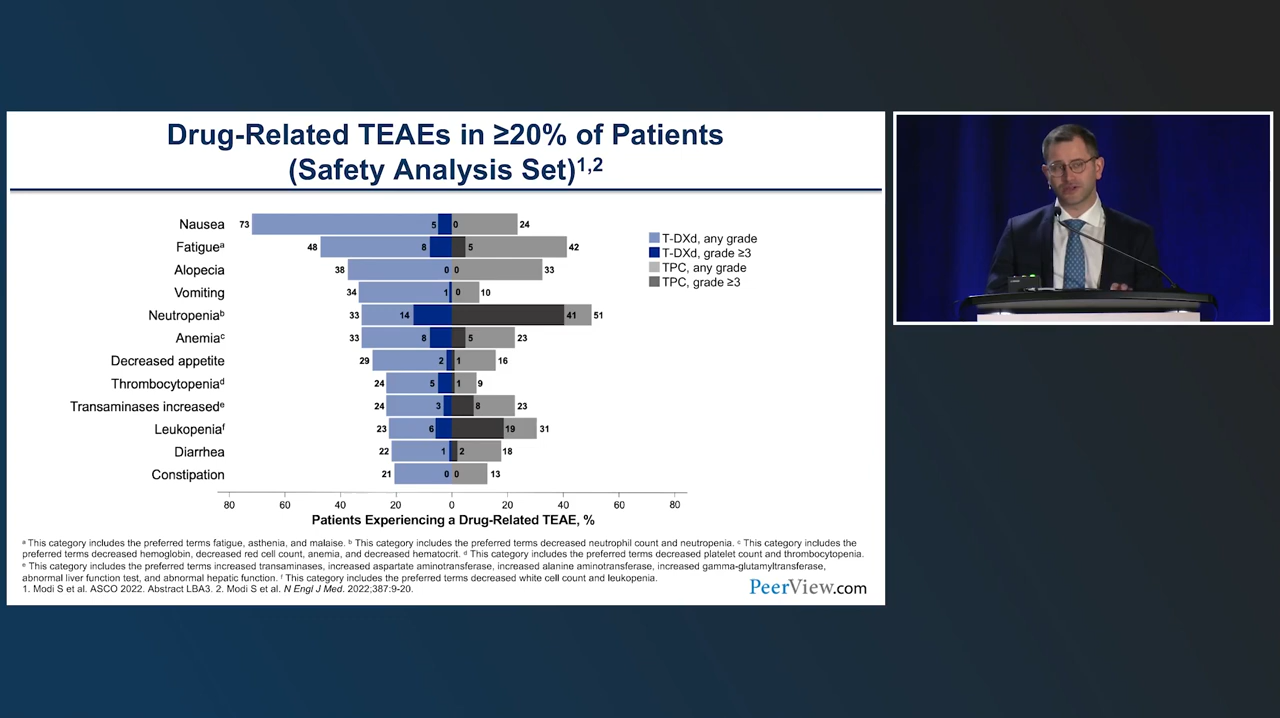 Drug-Related TEAEs in ≥20% of Patients
(Safety Analysis Set)1,2
Nausea 73 5 0 24
Fatigueᵃ 48 8 5 42
Alopecia 38 0 0 33
Vomiting 34 1 0 10
Neutropeniaᵇ 33 14 41 51
Anemiaᶜ 33 8 5 23
Decreased appetite 29 2 1 16
Thrombocytopeniaᵈ 24 5 1 9
Transaminases increasedᵉ 24 3 8 23
Leukopeniaᶠ 23 6 19 31
Diarrhea 22 1 2 18
Constipation 21 0 0 13
T-DXd, any grade
T-DXd, grade ≥3
TPC, any grade
TPC, grade ≥3
80 60 40 20 0 20 40 60 80
Patients Experiencing a Drug-Related TEAE, %
ᵃ This category includes the preferred terms fatigue, asthenia, and malaise. ᵇ This category includes the preferred terms decreased neutrophil count and neutropenia. ᶜ This category includes the
preferred terms decreased hemoglobin, decreased red cell count, anemia, and decreased hematocrit. ᵈ This category includes the preferred terms decreased platelet count and thrombocytopenia.
ᵉ This category includes the preferred terms increased transaminases, increased aspartate aminotransferase, increased alanine aminotransferase, increased gamma-glutamyltransferase,
abnormal liver function test, and abnormal hepatic function. ᶠ This category includes the preferred terms decreased white cell count and leukopenia.
1. Modi S et al. ASCO 2022. Abstract LBA3. 2. Modi S et al. N Engl J Med. 2022;387:9-20.
PeerView.com